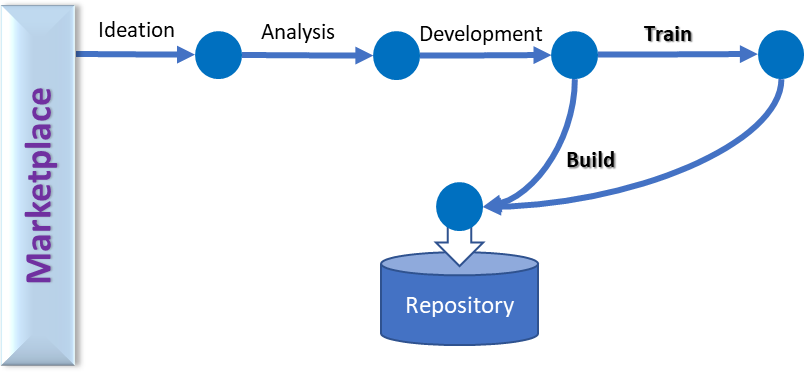 Marketplace
Ideation
Analysis
Development
Train
Build
Repository